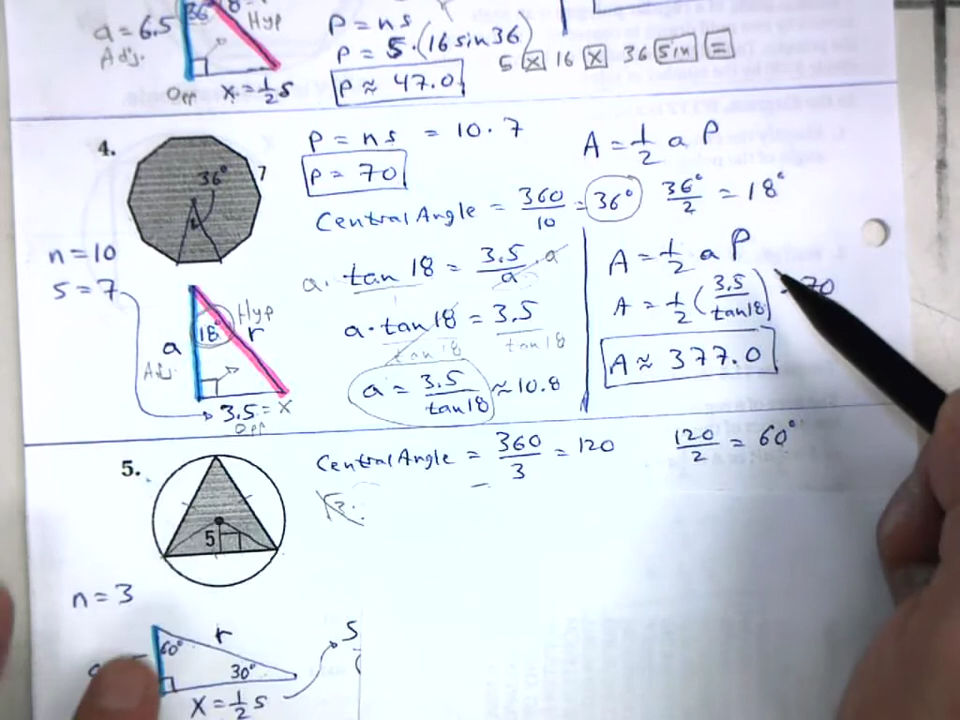 a = 6.5 36° Hyp
Adj.
Opp x = 1/2 s
P = ns
P = 5 · (16 sin 36)
P ≈ 47.0
5 × 16 × 36 sin =
4.
36° 7
n = 10
s = 7
P = ns = 10 · 7
P = 70
A = 1/2 a P
Central Angle = 360/10 = 36° 36°/2 = 18°
a · tan 18 = 3.5/a · a
a · tan 18 = 3.5
tan 18 tan 18
a = 3.5/tan 18 ≈ 10.8
18° Hyp
a r
Adj.
3.5 = x
Opp
A = 1/2 a P
A = 1/2 (3.5/tan 18) 70
A ≈ 377.0
5.
5
n = 3
Central Angle = 360/3 = 120 120/2 = 60°
60° r
30°
x = 1/2 s
S